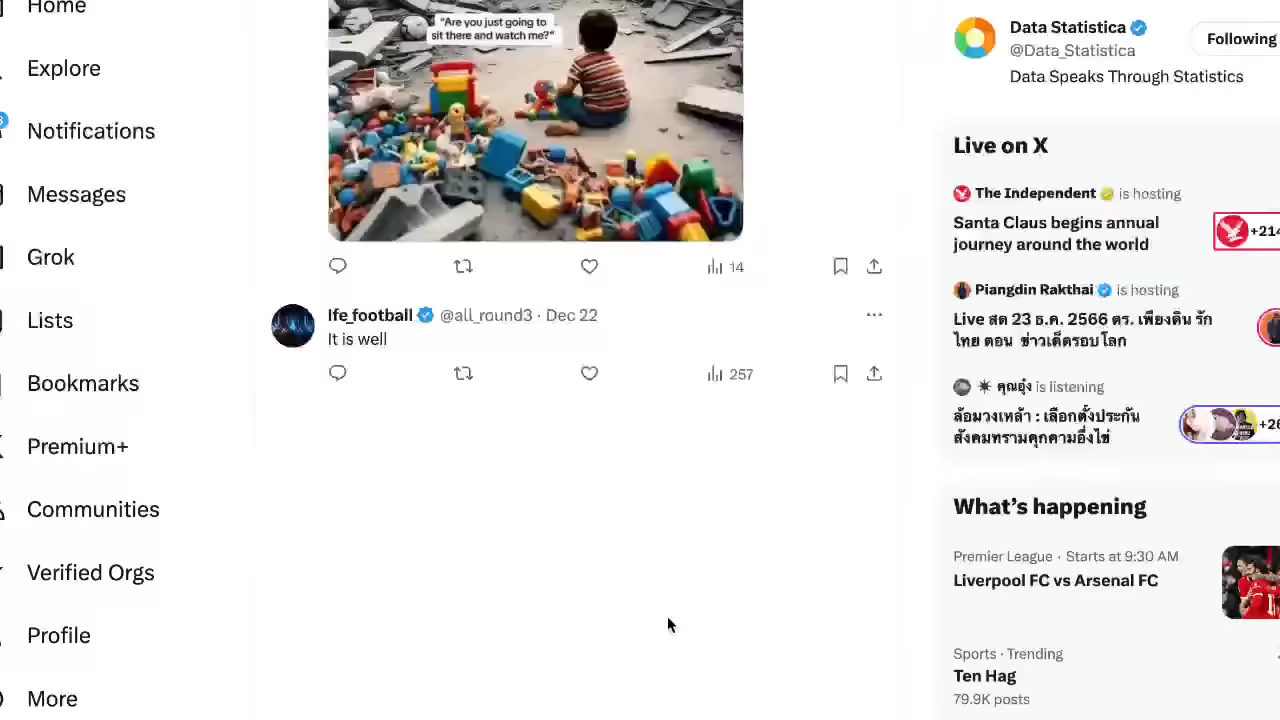 Home
Explore
Notifications
Messages
Grok
Lists
Bookmarks
Premium+
Communities
Verified Orgs
Profile
More
"Are you just going to
sit there and watch me?"
14
Ife_football @all_round3 · Dec 22
It is well
257
Data Statistica
@Data_Statistica
Following
Data Speaks Through Statistics
Live on X
The Independent is hosting
Santa Claus begins annual
journey around the world
+214
Piangdin Rakthai is hosting
Live สด 23 ธ.ค. 2566 ดร. เพียงดิน รัก
ไทย ตอน ข่าวเด็ดรอบโลก
คุณอุ๋ง is listening
ล้อมวงเหล้า : เลือกตั้งประกัน
สังคมทรามคุกคามอึ่งไข่
+26
What's happening
Premier League · Starts at 9:30 AM
Liverpool FC vs Arsenal FC
Sports · Trending
Ten Hag
79.9K posts